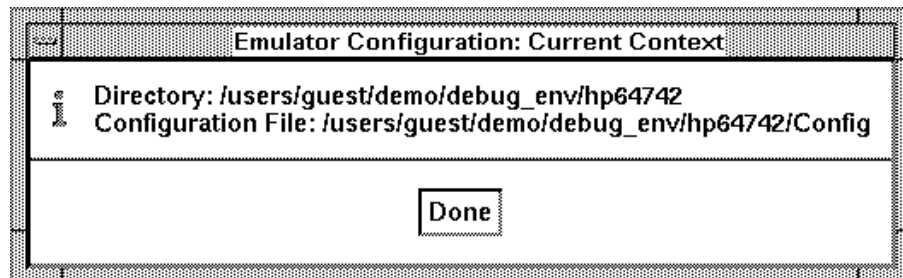 Emulator Configuration: Current Context
Directory: /users/guest/demo/debug_env/hp64742
Configuration File: /users/guest/demo/debug_env/hp64742/Config
Done